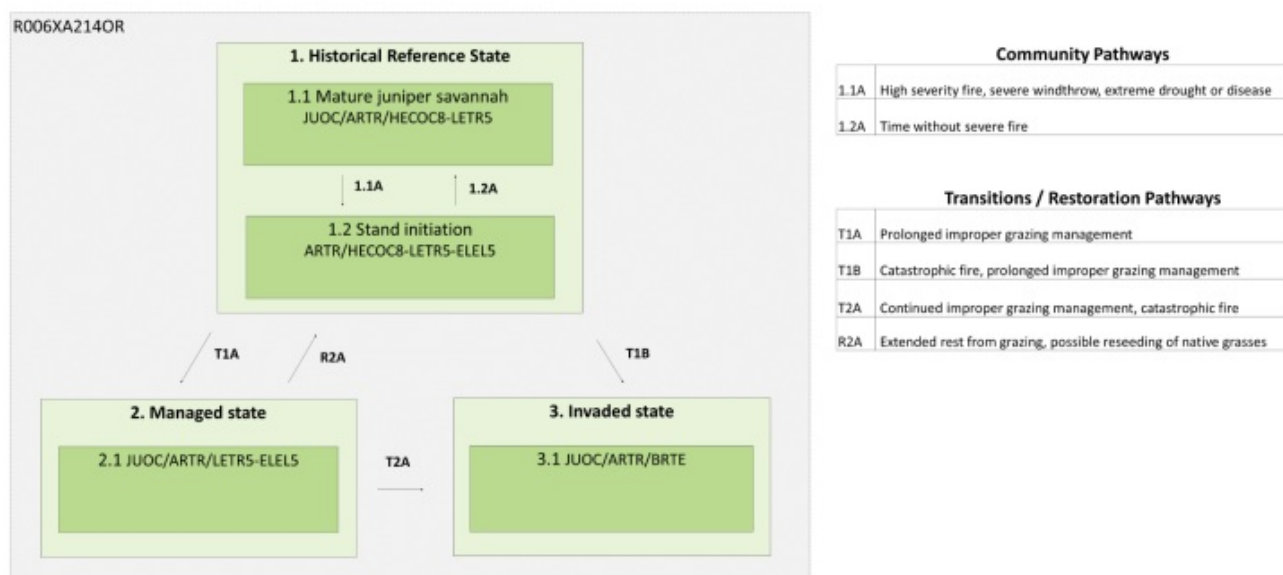 R006XA214OR
1. Historical Reference State
1.1 Mature juniper savannah
JUOC/ARTR/HECOC8-LETR5
1.1A
1.2A
1.2 Stand initiation
ARTR/HECOC8-LETR5-ELEL5
T1A
R2A
T1B
2. Managed state
2.1 JUOC/ARTR/LETR5-ELEL5
T2A
3. Invaded state
3.1 JUOC/ARTR/BRTE
Community Pathways
1.1A High severity fire, severe windthrow, extreme drought or disease
1.2A Time without severe fire
Transitions / Restoration Pathways
T1A Prolonged improper grazing management
T1B Catastrophic fire, prolonged improper grazing management
T2A Continued improper grazing management, catastrophic fire
R2A Extended rest from grazing, possible reseeding of native grasses